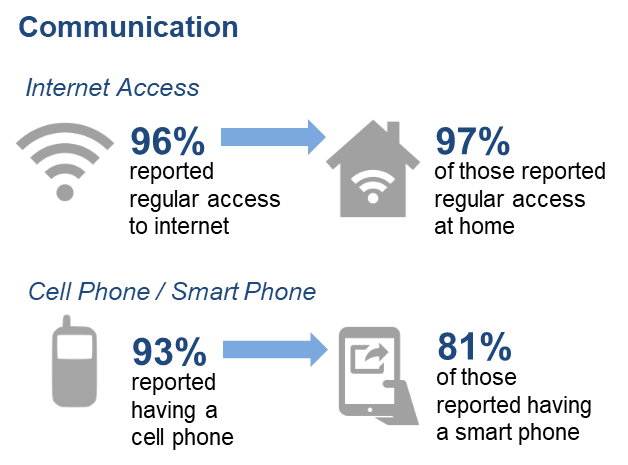 Communication
Internet Access
96%
reported
regular access
to internet
97%
of those reported
regular access
at home
Cell Phone / Smart Phone
93%
reported
having a
cell phone
81%
of those
reported having
a smart phone